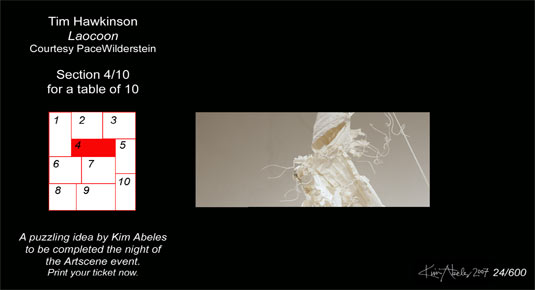 Tim Hawkinson
Laocoon
Courtesy PaceWilderstein
Section 4/10
for a table of 10
1 2 3
4 5
6 7
8 9 10
A puzzling idea by Kim Abeles
to be completed the night of
the Artscene event.
Print your ticket now.
Kim Abeles 2007 24/600